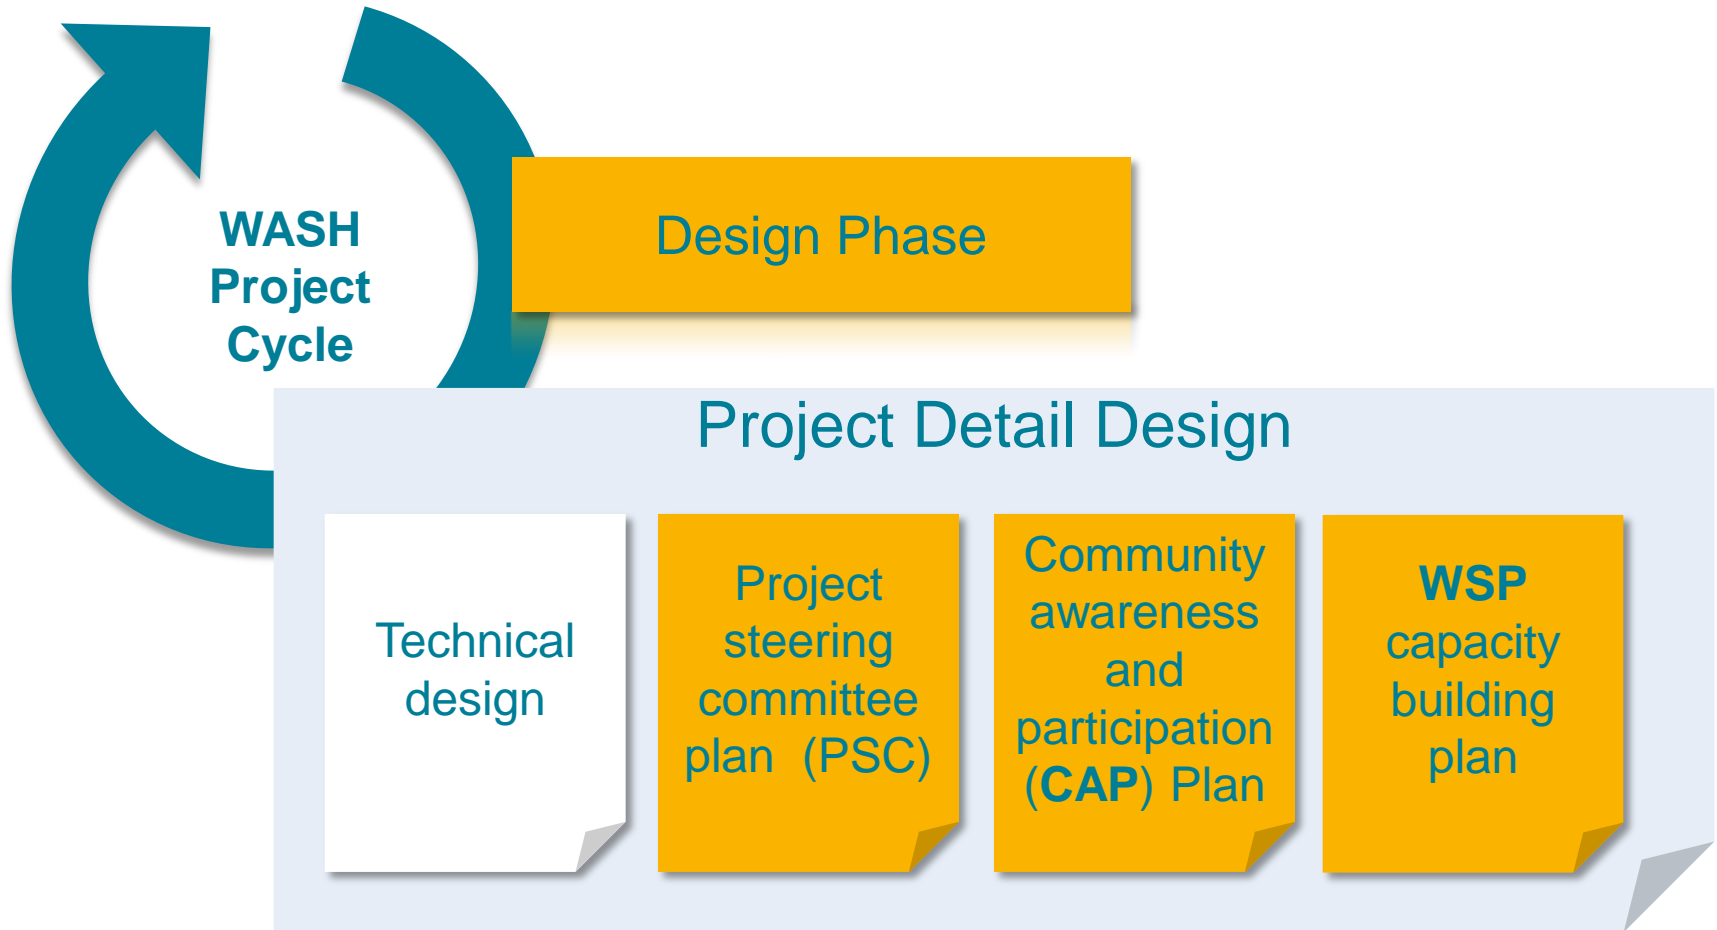 WASH
Project
Cycle
Design Phase
Project Detail Design
Technical
design
Project
steering
committee
plan (PSC)
Community
awareness
and
participation
(CAP) Plan
WSP
capacity
building
plan